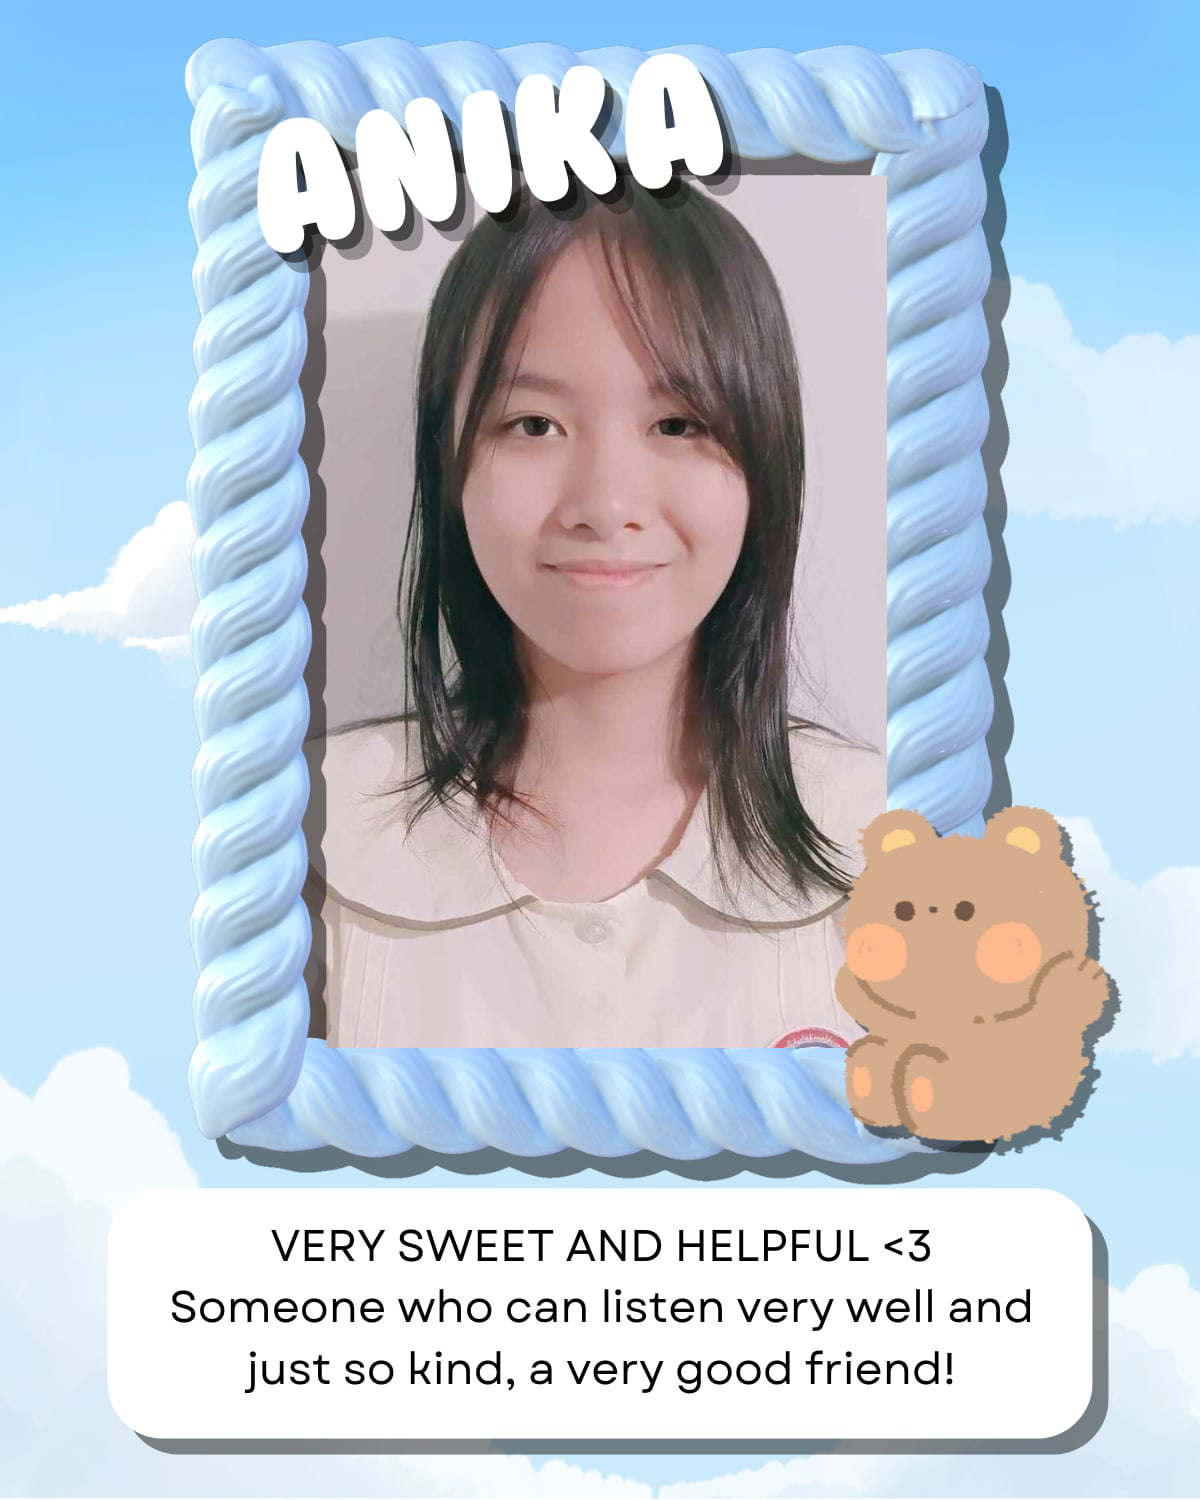 ANIKA
VERY SWEET AND HELPFUL <3
Someone who can listen very well and
just so kind, a very good friend!